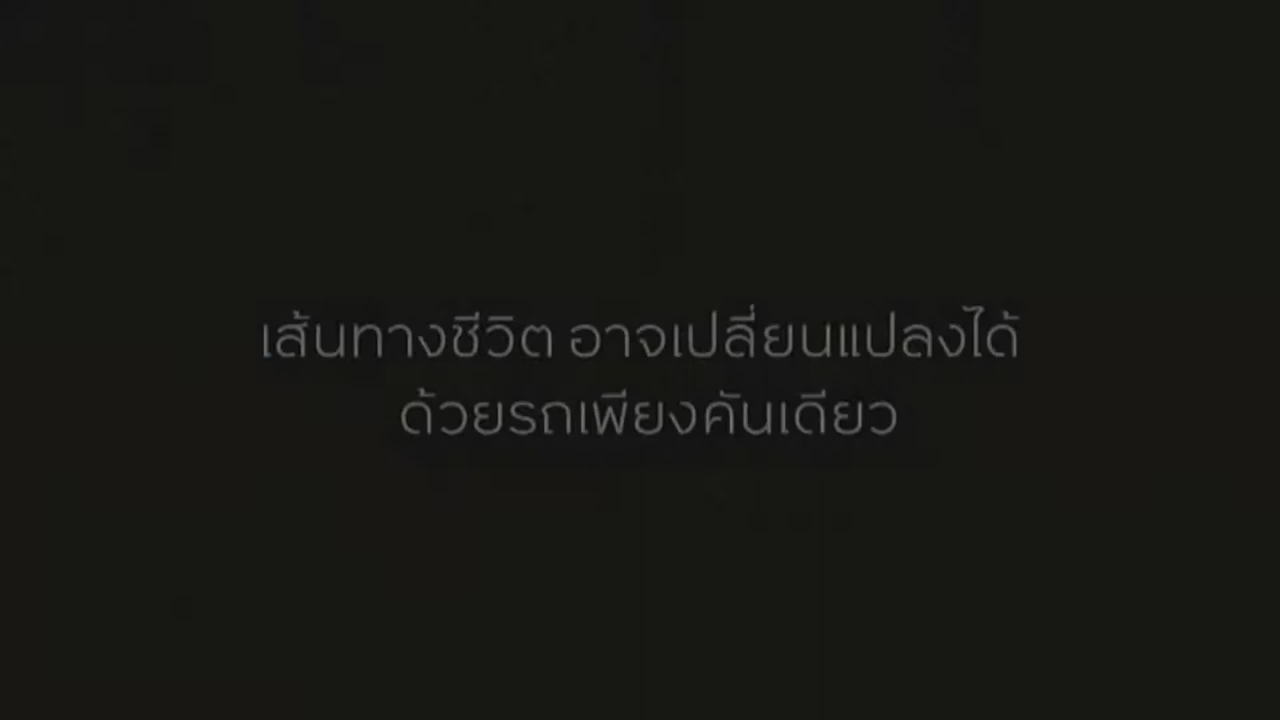 เส้นทางชีวิต อาจเปลี่ยนแปลงได้
ด้วยรถเพียงคันเดียว